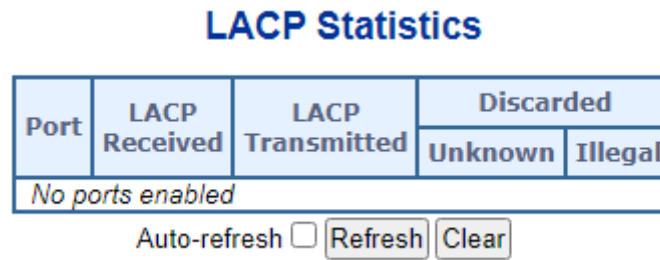 LACP Statistics
Port LACP Received LACP Transmitted Discarded
Unknown Illegal
No ports enabled
Auto-refresh Refresh Clear